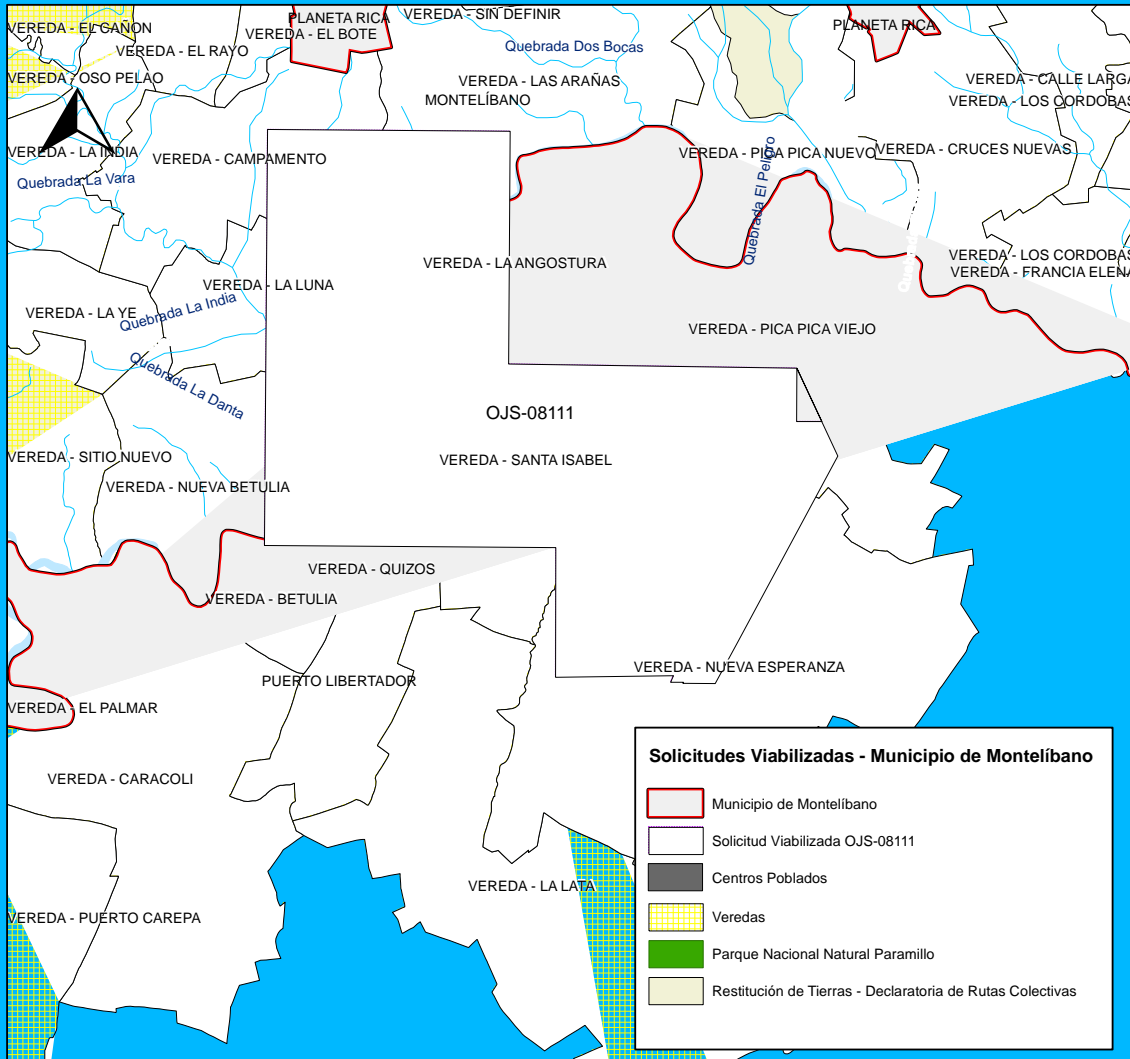 PLANETA RICA
VEREDA - SIN DEFINIR
PLANETA RICA
VEREDA - EL CAÑON
VEREDA - EL BOTE
VEREDA - EL RAYO
Quebrada Dos Bocas
VEREDA - OSO PELAO
VEREDA - LAS ARAÑAS
VEREDA - CALLE LARGA
MONTELÍBANO
VEREDA - LOS CORDOBAS
VEREDA - LA INDIA
VEREDA - CAMPAMENTO
VEREDA - PICA PICA NUEVO
VEREDA - CRUCES NUEVAS
Quebrada La Vara
Quebrada El Peligro
VEREDA - LA ANGOSTURA
VEREDA - LOS CORDOBAS
VEREDA - FRANCIA ELENA
VEREDA - LA LUNA
VEREDA - LA YE
Quebrada La India
VEREDA - PICA PICA VIEJO
Quebrada La Danta
OJS-08111
VEREDA - SITIO NUEVO
VEREDA - SANTA ISABEL
VEREDA - NUEVA BETULIA
VEREDA - QUIZOS
VEREDA - BETULIA
VEREDA - NUEVA ESPERANZA
PUERTO LIBERTADOR
VEREDA - EL PALMAR
VEREDA - CARACOLI
VEREDA - LA LATA
VEREDA - PUERTO CAREPA
Solicitudes Viabilizadas - Municipio de Montelíbano
Municipio de Montelíbano
Solicitud Viabilizada OJS-08111
Centros Poblados
Veredas
Parque Nacional Natural Paramillo
Restitución de Tierras - Declaratoria de Rutas Colectivas